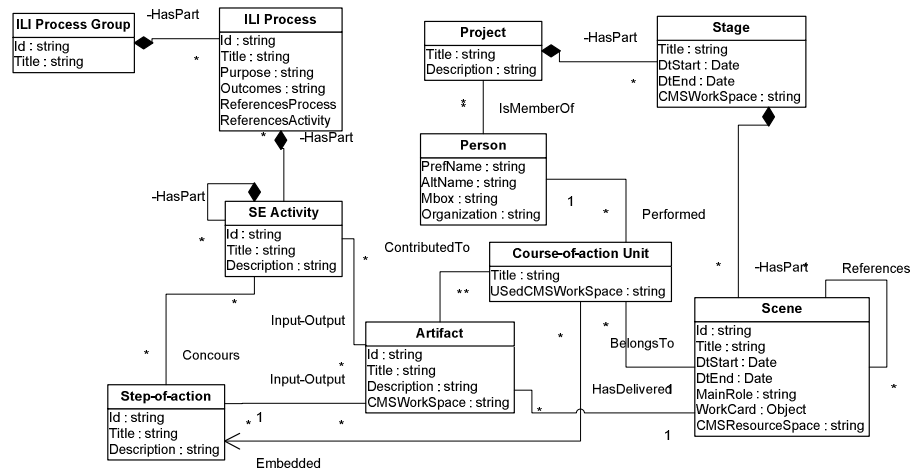 ILI Process Group
Id : string
Title : string
-HasPart
*
ILI Process
Id : string
Title : string
Purpose : string
Outcomes : string
ReferencesProcess
ReferencesActivity
*
-HasPart
Project
Title : string
Description : string
-HasPart
*
Stage
Title : string
DtStart : Date
DtEnd : Date
CMSWorkSpace : string
*
*
IsMemberOf
Person
PrefName : string
AltName : string
Mbox : string
Organization : string
1
*
Performed
-HasPart
*
SE Activity
Id : string
Title : string
Description : string
*
*
ContributedTo
**
Course-of-action Unit
Title : string
USedCMSWorkSpace : string
*
-HasPart
*
References
*
Scene
Id : string
Title : string
DtStart : Date
DtEnd : Date
MainRole : string
WorkCard : Object
CMSResourceSpace : string
Input-Output
*
Artifact
Id : string
Title : string
Description : string
CMSWorkSpace : string
*
*
BelongsTo
HasDelivered
1
*
1
*
Concours
Input-Output
1
*
*
Step-of-action
Id : string
Title : string
Description : string
Embedded